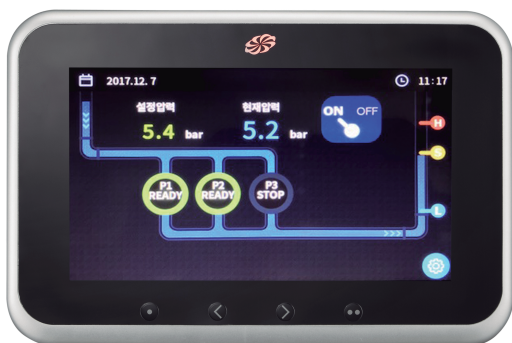 2017.12. 7
11:17
설정압력
현재압력
5.4 bar
5.2 bar
ON OFF
H
S
L
P1 READY
P2 READY
P3 STOP